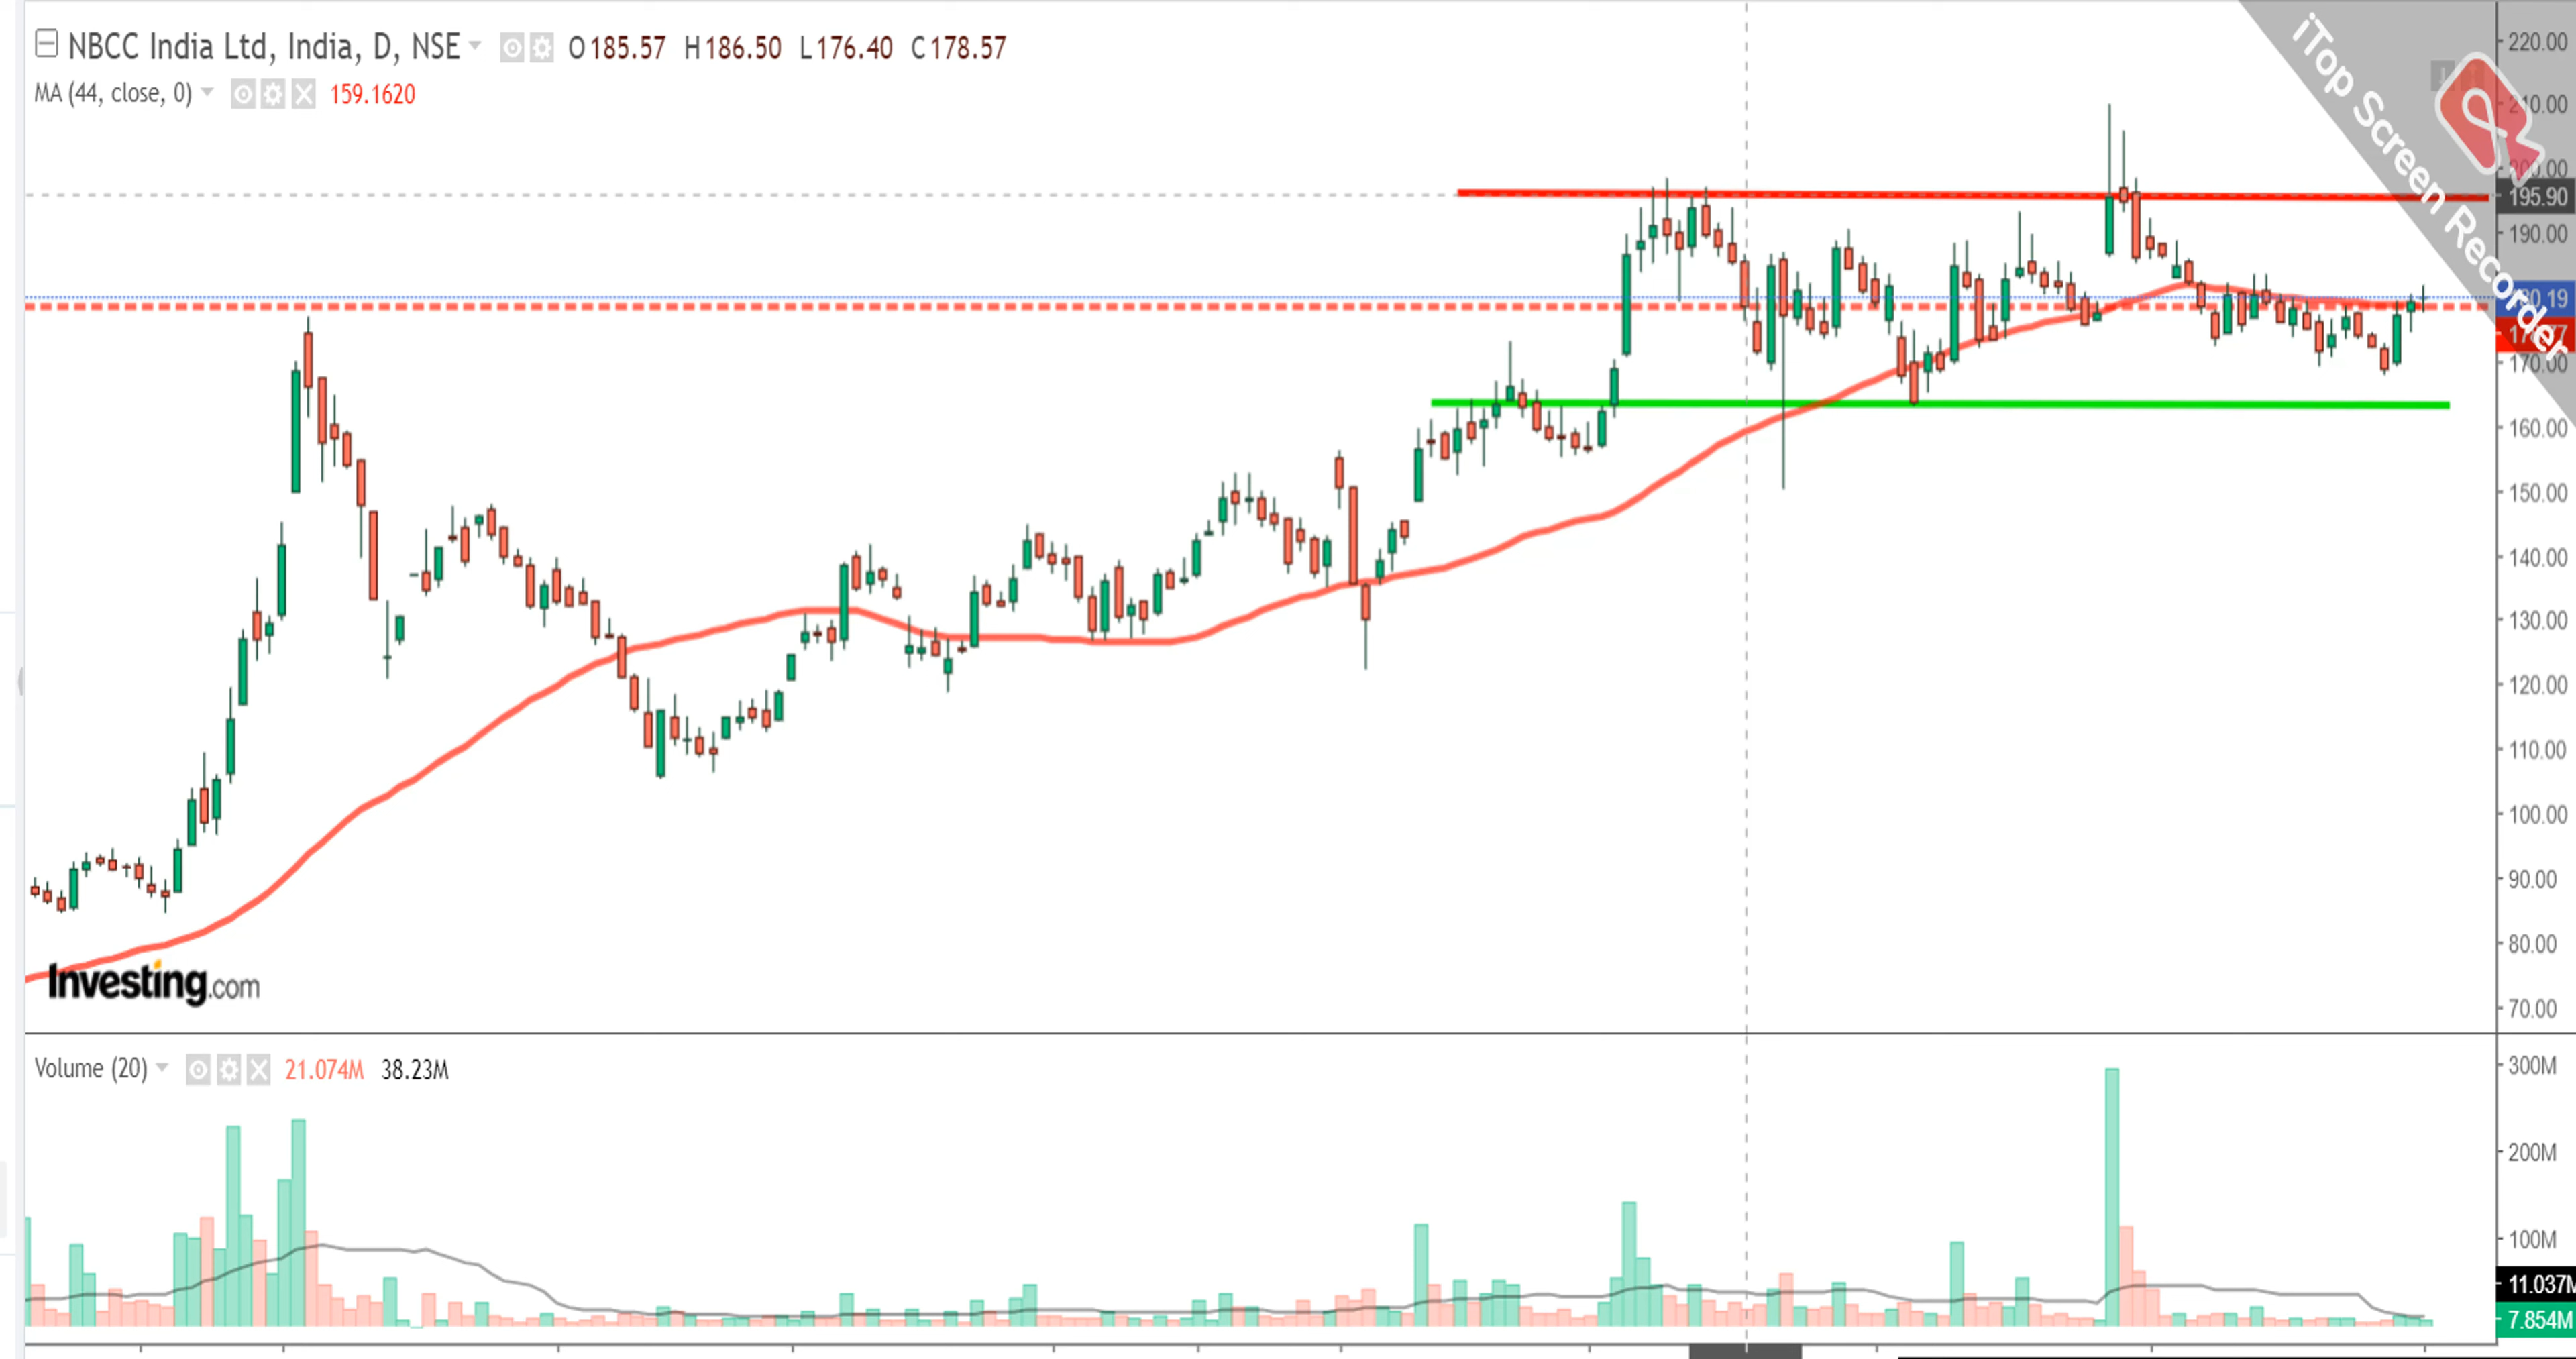 NBCC India Ltd, India, D, NSE O185.57 H186.50 L176.40 C178.57
MA (44, close, 0) 159.1620
iTop Screen Recorder
220.00
210.00
195.90
190.00
170.00
160.00
150.00
140.00
130.00
120.00
110.00
100.00
90.00
80.00
70.00
Investing.com
Volume (20) 21.074M 38.23M
300M
200M
100M
11.037M
7.854M